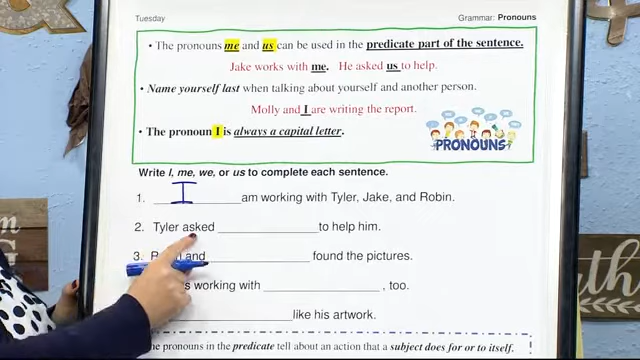 Tuesday
Grammar: Pronouns
• The pronouns me and us can be used in the predicate part of the sentence.
Jake works with me. He asked us to help.
• Name yourself last when talking about yourself and another person.
Molly and I are writing the report.
• The pronoun I is always a capital letter.
PRONOUNS
Write I, me, we, or us to complete each sentence.
1. I am working with Tyler, Jake, and Robin.
2. Tyler asked to help him.
3. and found the pictures.
working with , too.
like his artwork.
pronouns in the predicate tell about an action that a subject does for or to itself.